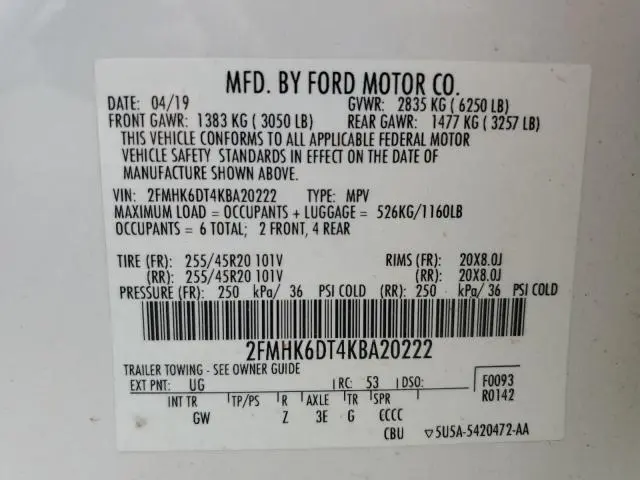 MFD. BY FORD MOTOR CO.
DATE: 04/19 GVWR: 2835 KG ( 6250 LB)
FRONT GAWR: 1383 KG ( 3050 LB) REAR GAWR: 1477 KG ( 3257 LB)
THIS VEHICLE CONFORMS TO ALL APPLICABLE FEDERAL MOTOR
VEHICLE SAFETY STANDARDS IN EFFECT ON THE DATE OF
MANUFACTURE SHOWN ABOVE.
VIN: 2FMHK6DT4KBA20222 TYPE: MPV
MAXIMUM LOAD = OCCUPANTS + LUGGAGE = 526KG/1160LB
OCCUPANTS = 6 TOTAL; 2 FRONT, 4 REAR
TIRE (FR): 255/45R20 101V RIMS (FR): 20X8.0J
(RR): 255/45R20 101V (RR): 20X8.0J
PRESSURE (FR): 250 kPa/ 36 PSI COLD (RR): 250 kPa/ 36 PSI COLD
2FMHK6DT4KBA20222
TRAILER TOWING - SEE OWNER GUIDE
EXT PNT: UG RC: 53 DSO: F0093
R0142
INT TR TP/PS R AXLE TR SPR
GW Z 3E G CCCC
CBU ▽5U5A-5420472-AA